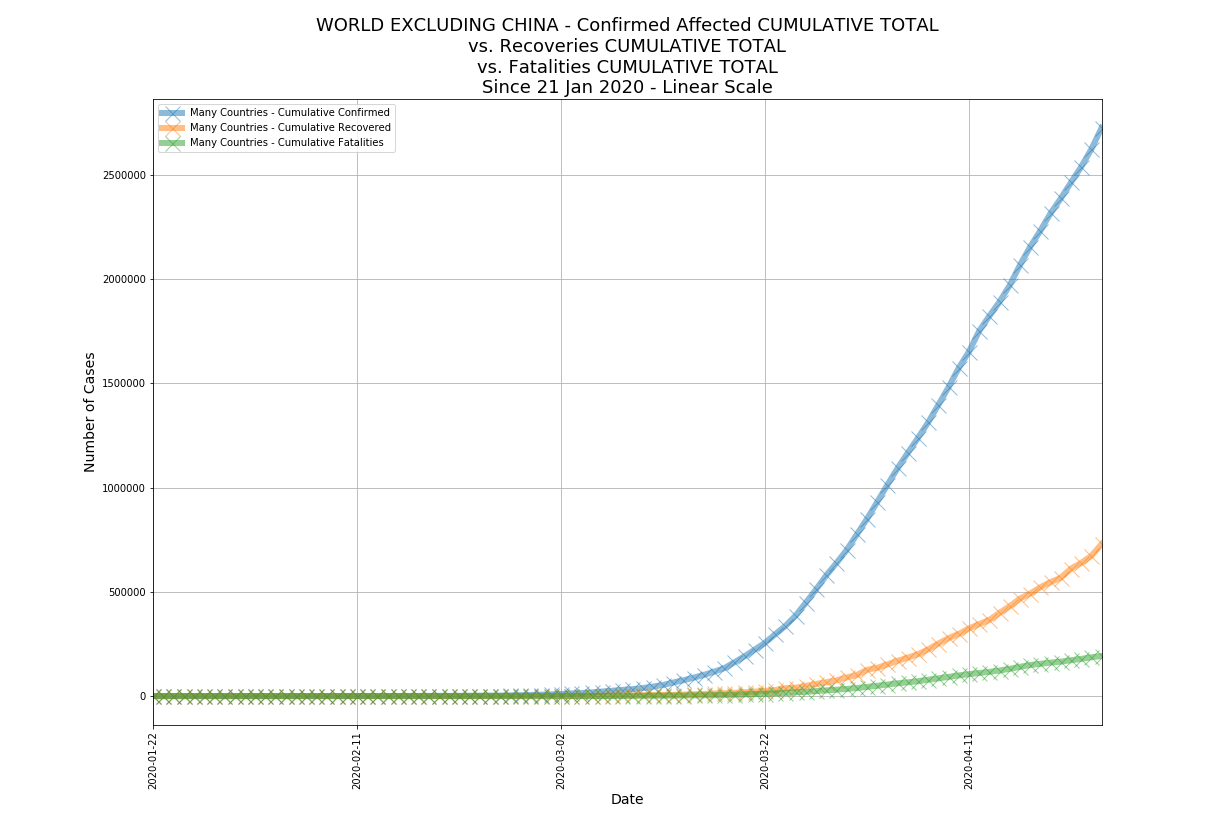 WORLD EXCLUDING CHINA - Confirmed Affected CUMULATIVE TOTAL
vs. Recoveries CUMULATIVE TOTAL
vs. Fatalities CUMULATIVE TOTAL
Since 21 Jan 2020 - Linear Scale
Many Countries - Cumulative Confirmed
Many Countries - Cumulative Recovered
Many Countries - Cumulative Fatalities
Number of Cases
2500000
2000000
1500000
1000000
500000
0
2020-01-22
2020-02-11
2020-03-02
2020-03-22
2020-04-11
Date